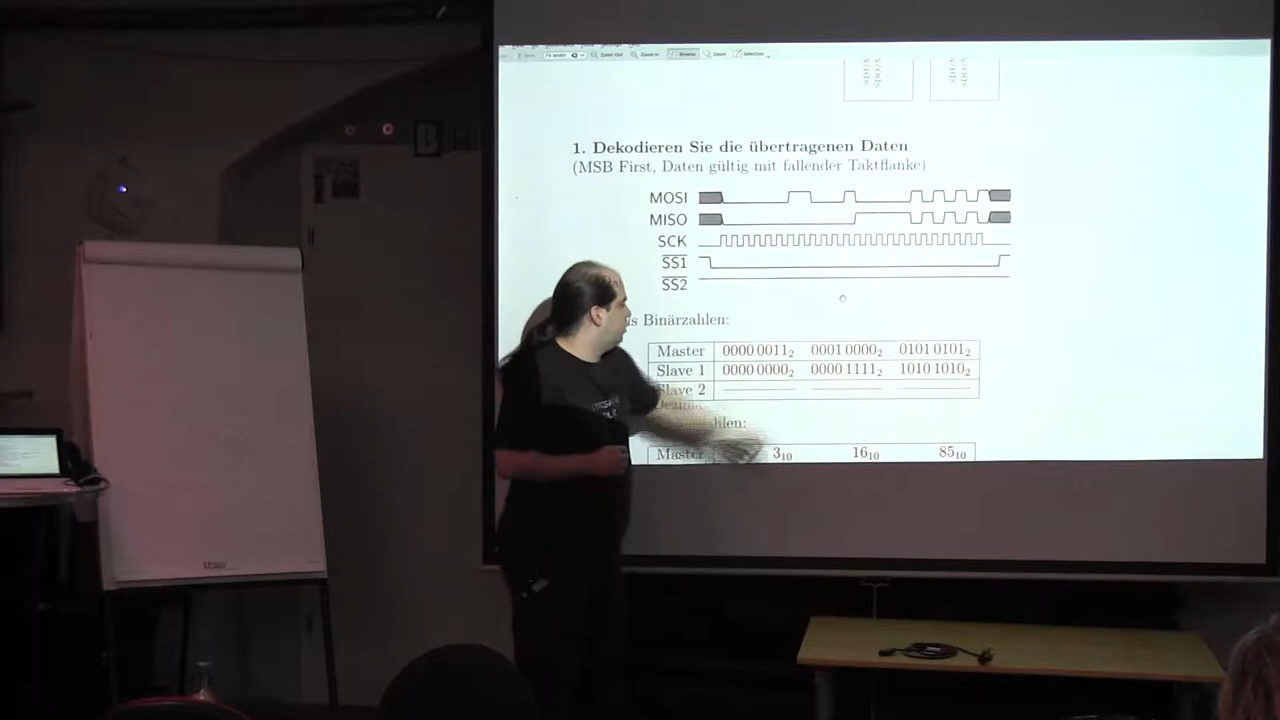 1. Dekodieren Sie die übertragenen Daten
(MSB First, Daten gültig mit fallender Taktflanke)
MOSI
MISO
SCK
SS1
SS2
Binärzahlen:
Master 0000 0011₂ 0001 0000₂ 0101 0101₂
Slave 1 0000 0000₂ 0000 1111₂ 1010 1010₂
Slave 2
hlen:
Master 3₁₀ 16₁₀ 85₁₀
B